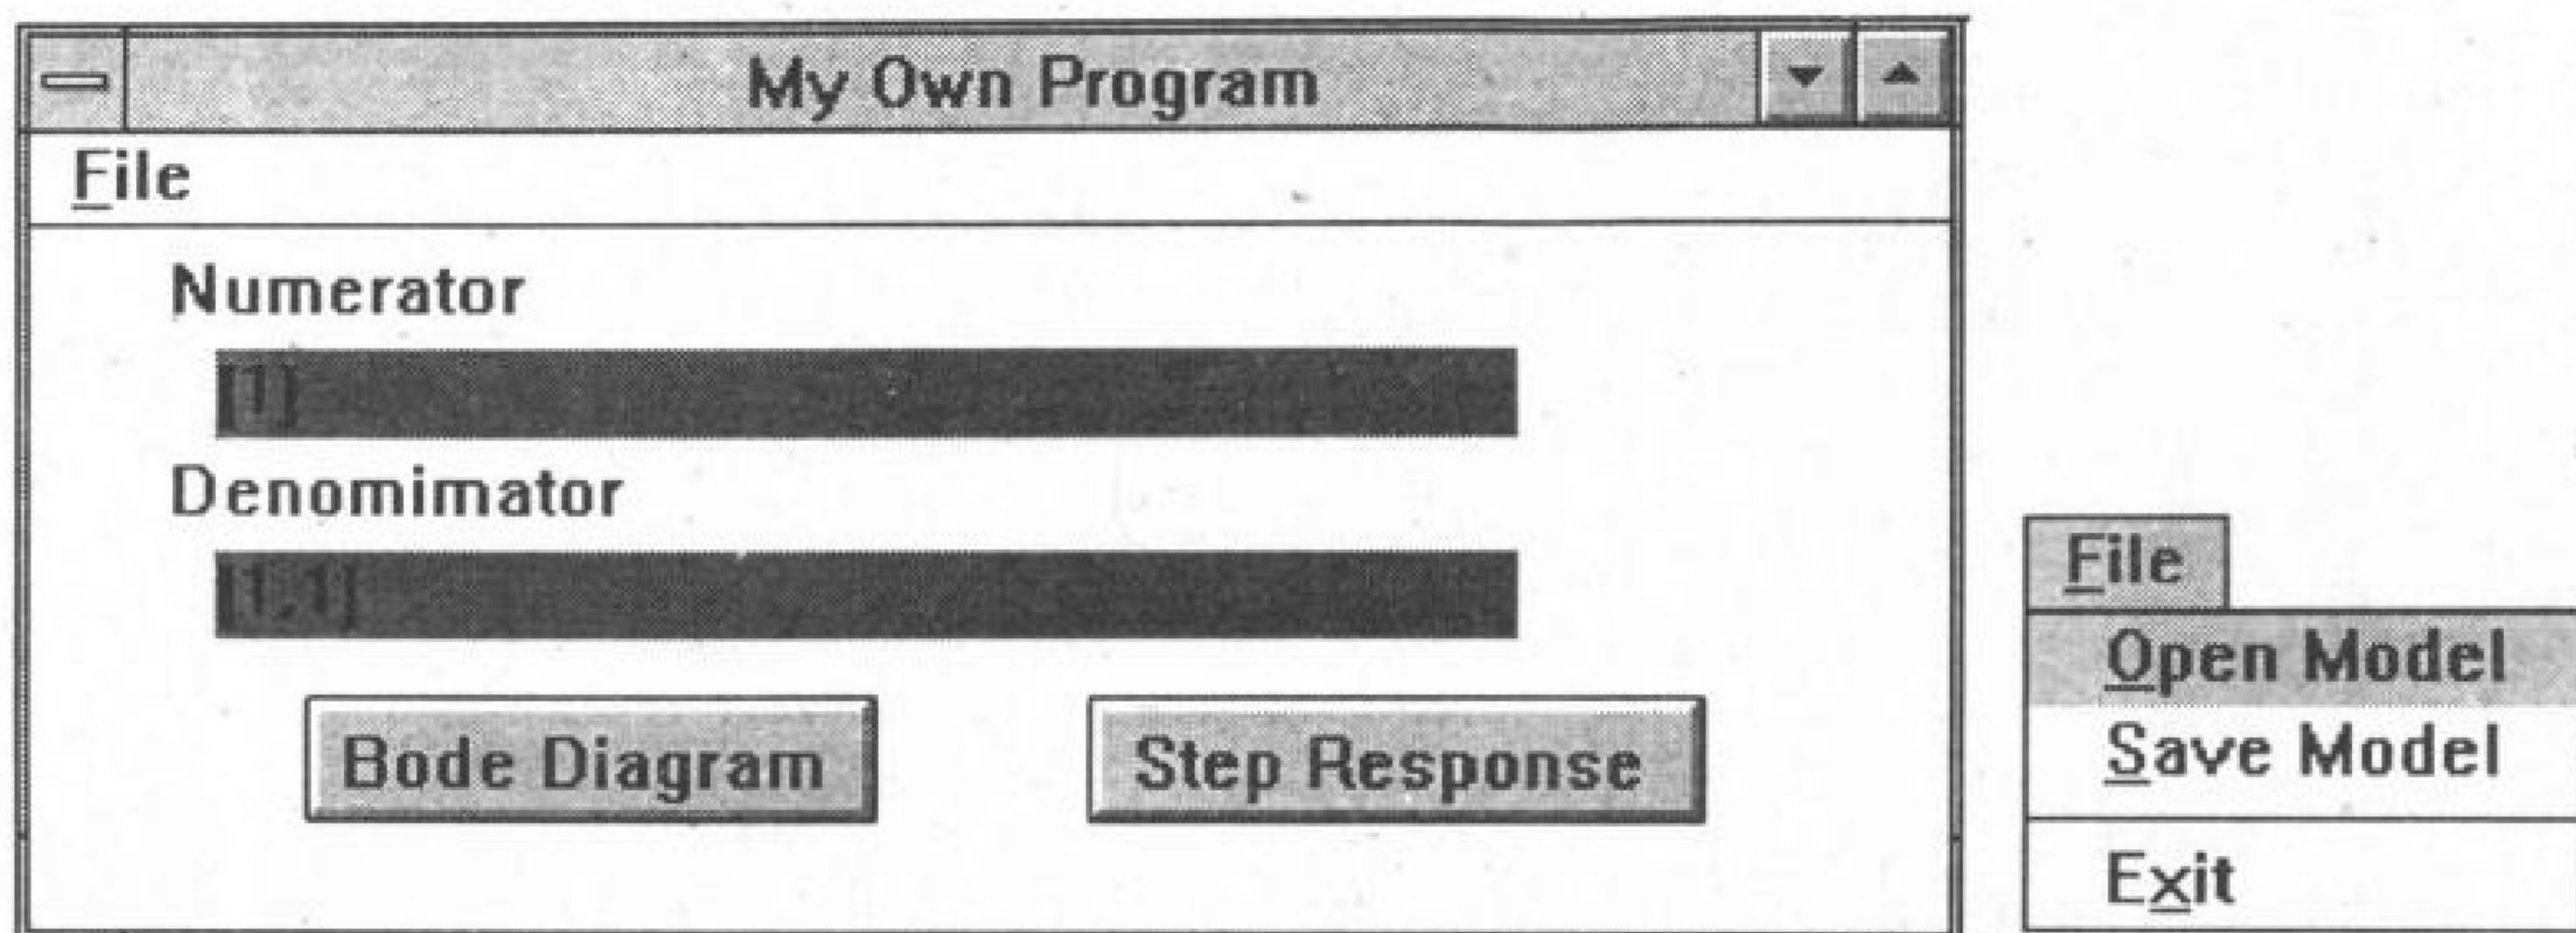 My Own Program
File
Numerator
[1]
Denomimator
[1,1]
Bode Diagram
Step Response
File
Open Model
Save Model
Exit